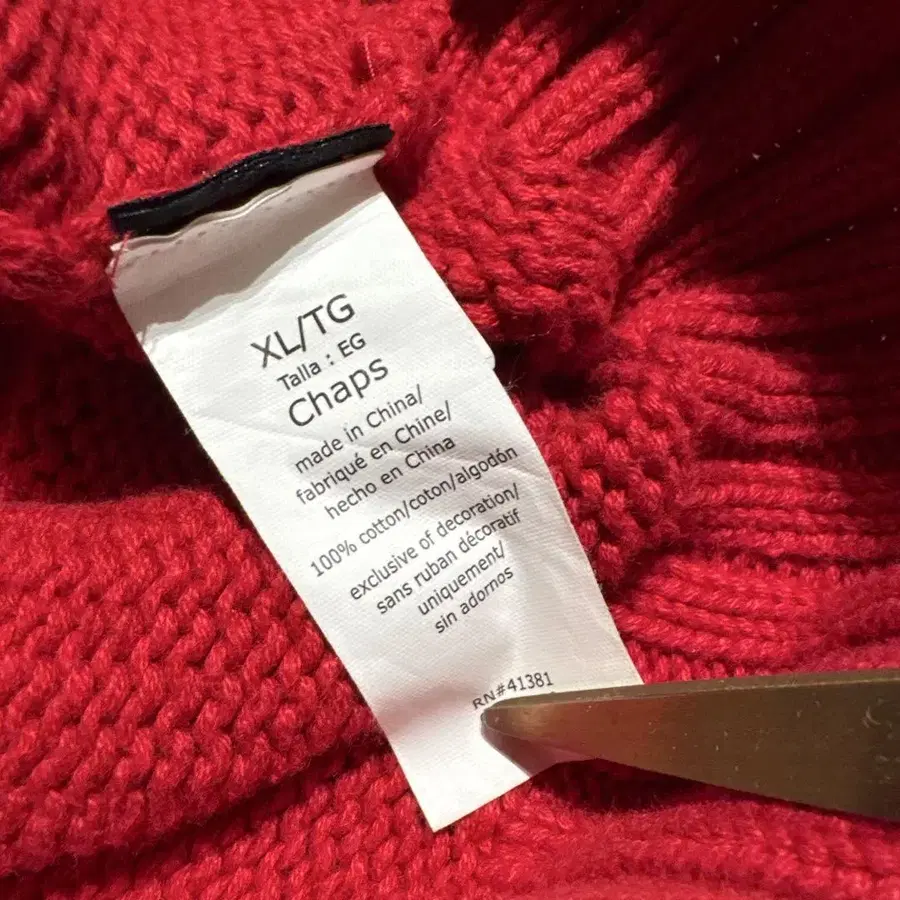 XL/TG
Talla : EG
Chaps
made in China/
fabriqué en Chine/
hecho en China
100% cotton/coton/algodón
exclusive of decoration/
sans ruban décoratif
uniquement/
sin adornos
RN#41381